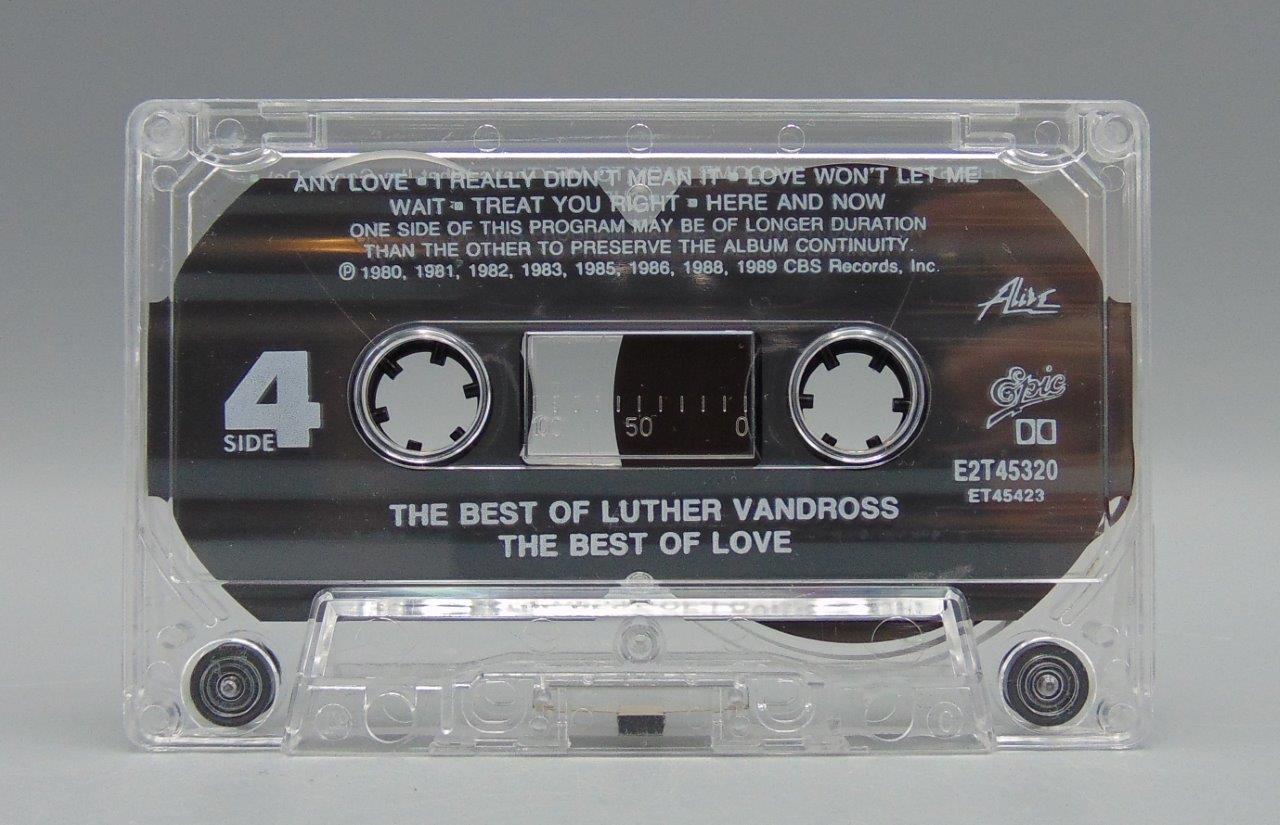 ANY LOVE ▪ I REALLY DIDN'T MEAN IT ▪ LOVE WON'T LET ME
WAIT ▪ TREAT YOU RIGHT ▪ HERE AND NOW
ONE SIDE OF THIS PROGRAM MAY BE OF LONGER DURATION
THAN THE OTHER TO PRESERVE THE ALBUM CONTINUITY.
℗ 1980, 1981, 1982, 1983, 1985, 1986, 1988, 1989 CBS Records, Inc.
Alive
4
SIDE
100 50 0
Epic
E2T45320
ET45423
THE BEST OF LUTHER VANDROSS
THE BEST OF LOVE